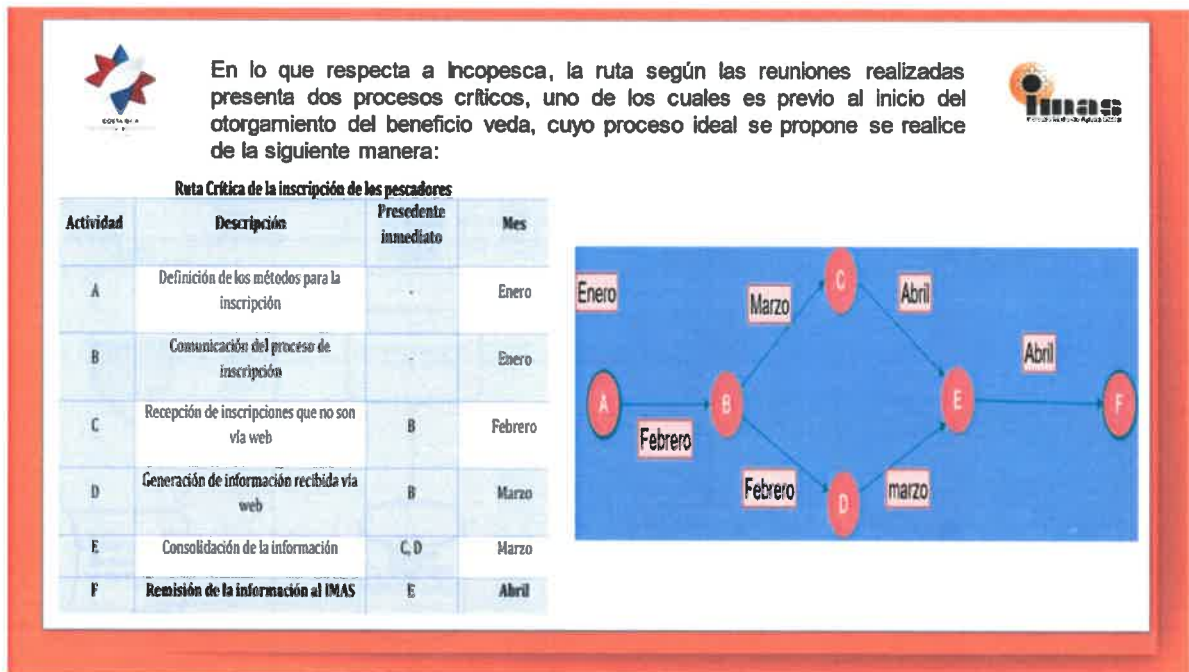 En lo que respecta a Incopesca, la ruta según las reuniones realizadas
presenta dos procesos críticos, uno de los cuales es previo al inicio del
otorgamiento del beneficio veda, cuyo proceso ideal se propone se realice
de la siguiente manera:
COSTA RICA
imas
Ruta Crítica de la inscripción de los pescadores
Actividad Descripción Presedente inmediato Mes
A Definición de los métodos para la inscripción - Enero
B Comunicación del proceso de inscripción - Enero
C Recepción de inscripciones que no son vía web B Febrero
D Generación de información recibida vía web B Marzo
E Consolidación de la información C, D Marzo
F Remisión de la información al IMAS E Abril
Enero
Marzo
C
Abril
Abril
A
B
E
F
Febrero
Febrero
D
marzo